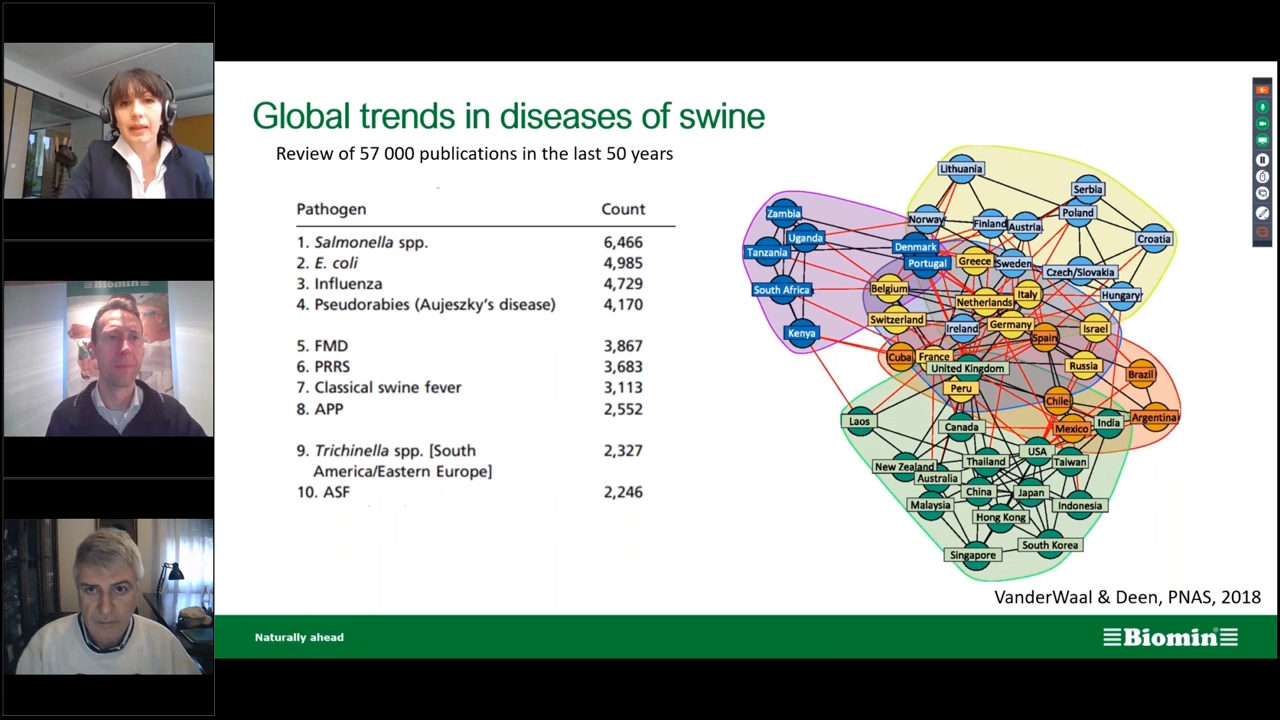 Biomin
Global trends in diseases of swine
Review of 57 000 publications in the last 50 years
Pathogen Count
1. Salmonella spp. 6,466
2. E. coli 4,985
3. Influenza 4,729
4. Pseudorabies (Aujeszky's disease) 4,170
5. FMD 3,867
6. PRRS 3,683
7. Classical swine fever 3,113
8. APP 2,552
9. Trichinella spp. [South 2,327
America/Eastern Europe]
10. ASF 2,246
Lithuania
Serbia
Zambia
Norway
Finland
Austria
Poland
Uganda
Denmark
Croatia
Tanzania
Portugal
Greece
Sweden
Czech/Slovakia
South Africa
Belgium
Netherlands
Italy
Hungary
Kenya
Switzerland
Ireland
Germany
Spain
Israel
Cuba
France
United Kingdom
Russia
Brazil
Peru
Chile
Laos
Canada
Mexico
India
Argentina
New Zealand
Australia
Thailand
USA
Taiwan
Malaysia
China
Japan
Indonesia
Hong Kong
Singapore
South Korea
VanderWaal & Deen, PNAS, 2018
Naturally ahead
Biomin®